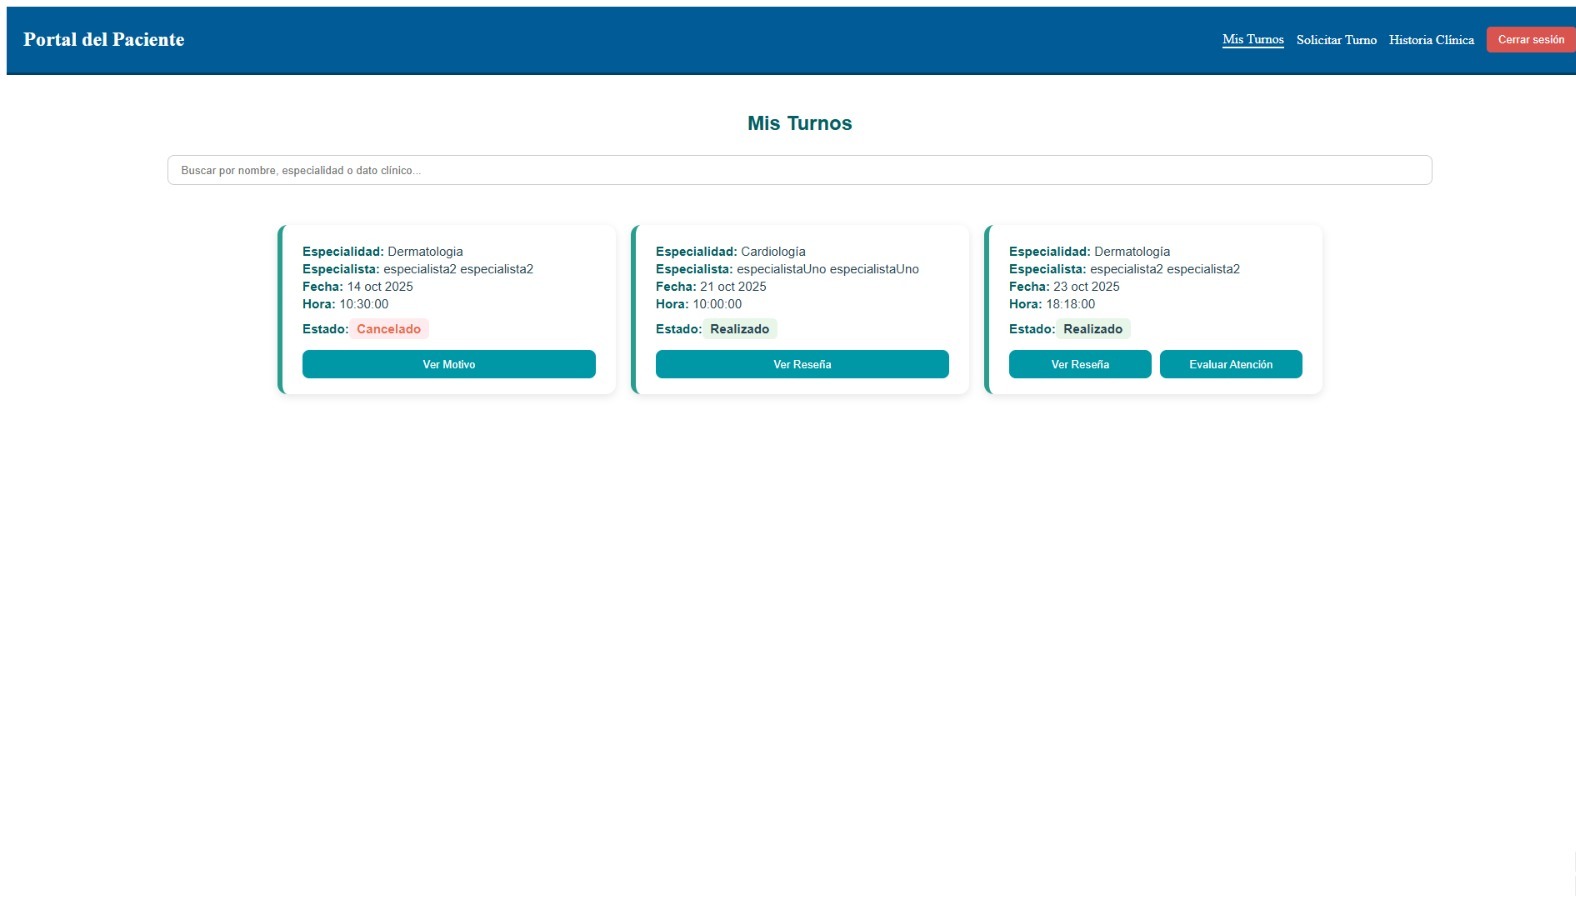 Portal del Paciente
Mis Turnos Solicitar Turno Historia Clínica Cerrar sesión
Mis Turnos
Buscar por nombre, especialidad o dato clínico...
Especialidad: Dermatologia
Especialista: especialista2 especialista2
Fecha: 14 oct 2025
Hora: 10:30:00
Estado: Cancelado
Ver Motivo
Especialidad: Cardiología
Especialista: especialistaUno especialistaUno
Fecha: 21 oct 2025
Hora: 10:00:00
Estado: Realizado
Ver Reseña
Especialidad: Dermatología
Especialista: especialista2 especialista2
Fecha: 23 oct 2025
Hora: 18:18:00
Estado: Realizado
Ver Reseña Evaluar Atención